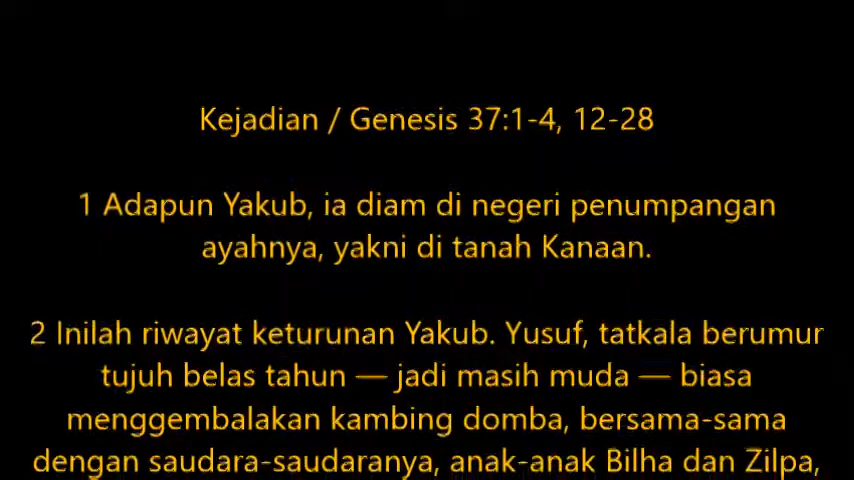 Kejadian / Genesis 37:1-4, 12-28
1 Adapun Yakub, ia diam di negeri penumpangan
ayahnya, yakni di tanah Kanaan.
2 Inilah riwayat keturunan Yakub. Yusuf, tatkala berumur
tujuh belas tahun — jadi masih muda — biasa
menggembalakan kambing domba, bersama-sama
dengan saudara-saudaranya, anak-anak Bilha dan Zilpa,